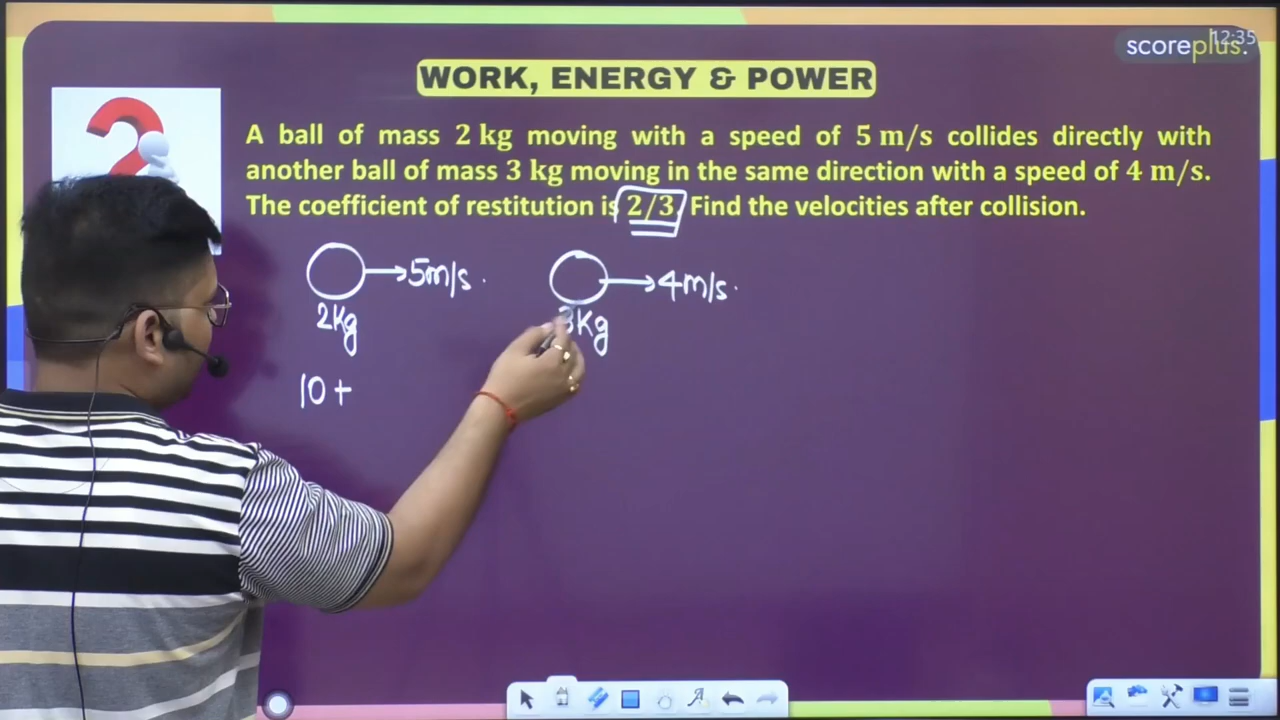 12:35
scoreplus.
WORK, ENERGY & POWER
A ball of mass 2 kg moving with a speed of 5 m/s collides directly with
another ball of mass 3 kg moving in the same direction with a speed of 4 m/s.
The coefficient of restitution is 2/3. Find the velocities after collision.
5m/s. 4m/s.
2Kg 3Kg
10+